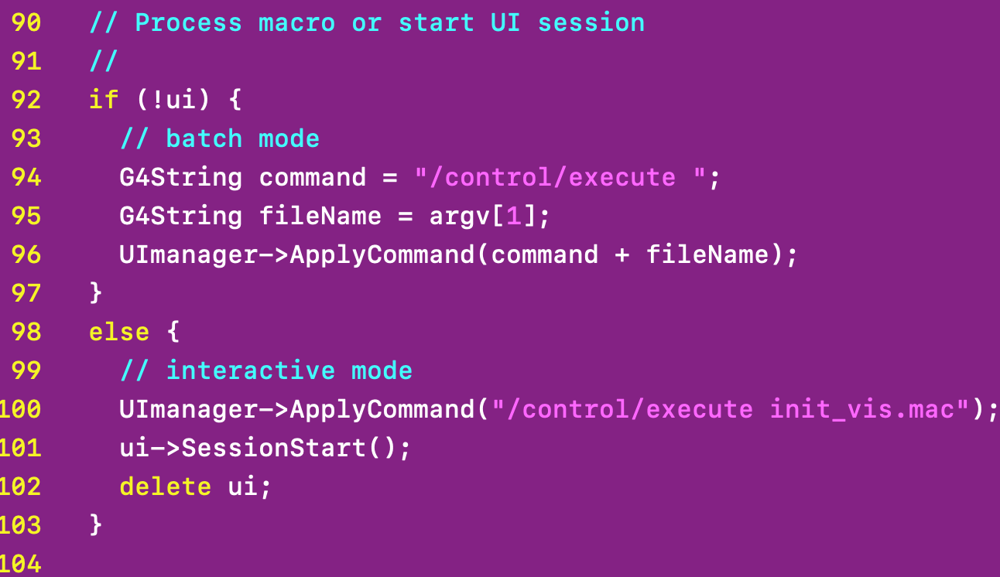 90   // Process macro or start UI session
91   //
92   if (!ui) {
93     // batch mode
94     G4String command = "/control/execute ";
95     G4String fileName = argv[1];
96     UImanager->ApplyCommand(command + fileName);
97   }
98   else {
99     // interactive mode
100     UImanager->ApplyCommand("/control/execute init_vis.mac");
101     ui->SessionStart();
102     delete ui;
103   }
104